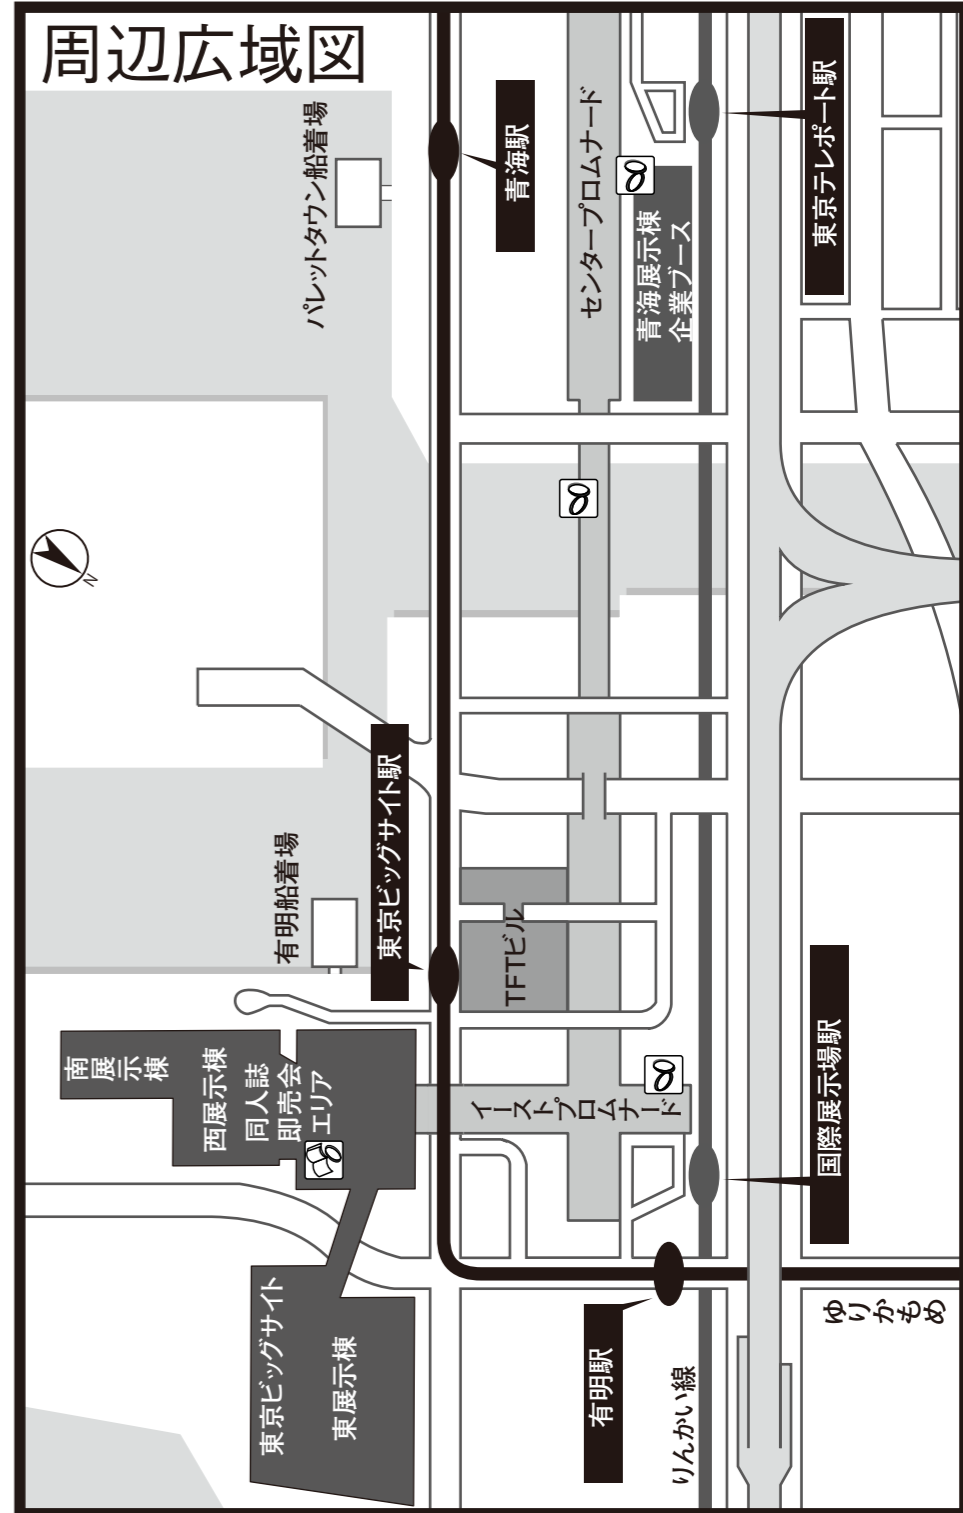 周辺広域図
パレットタウン船着場
青海駅
センタープロムナード
青海展示棟
企業ブース
東京テレポート駅
N
東京ビッグサイト駅
有明船着場
TFTビル
国際展示場駅
南展示棟
西展示棟
同人誌
即売会
エリア
イーストプロムナード
東京ビッグサイト
東展示棟
有明駅
りんかい線
ゆりかもめ